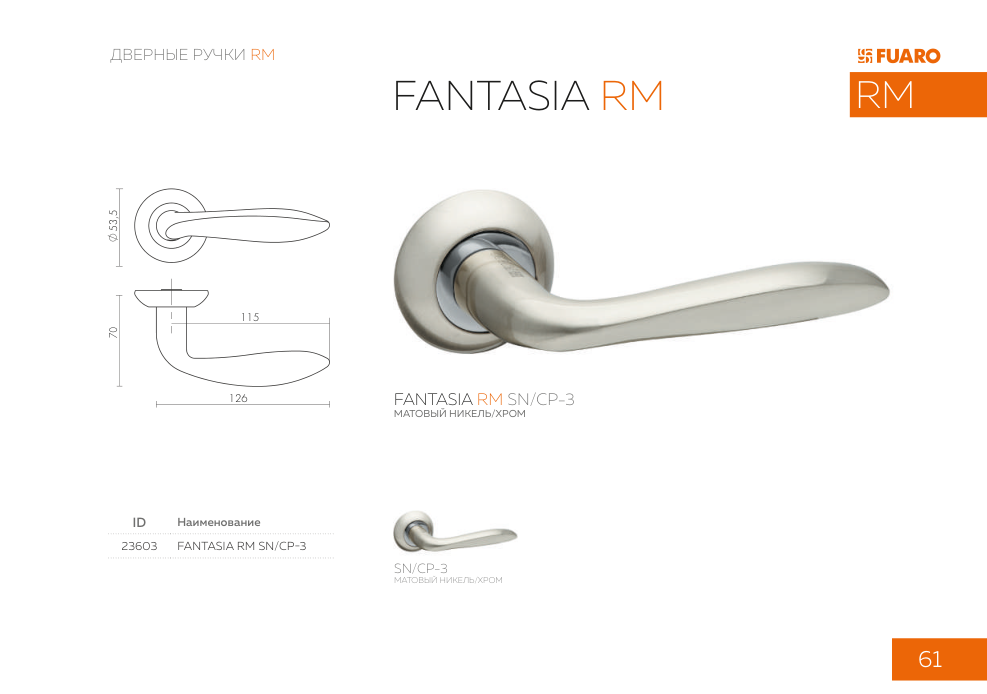 ДВЕРНЫЕ РУЧКИ RM
FUARO
RM
FANTASIA RM
Ø 53,5
70
115
126
FANTASIA RM SN/CP-3
МАТОВЫЙ НИКЕЛЬ/ХРОМ
ID Наименование
23603 FANTASIA RM SN/CP-3
SN/CP-3
МАТОВЫЙ НИКЕЛЬ/ХРОМ
61